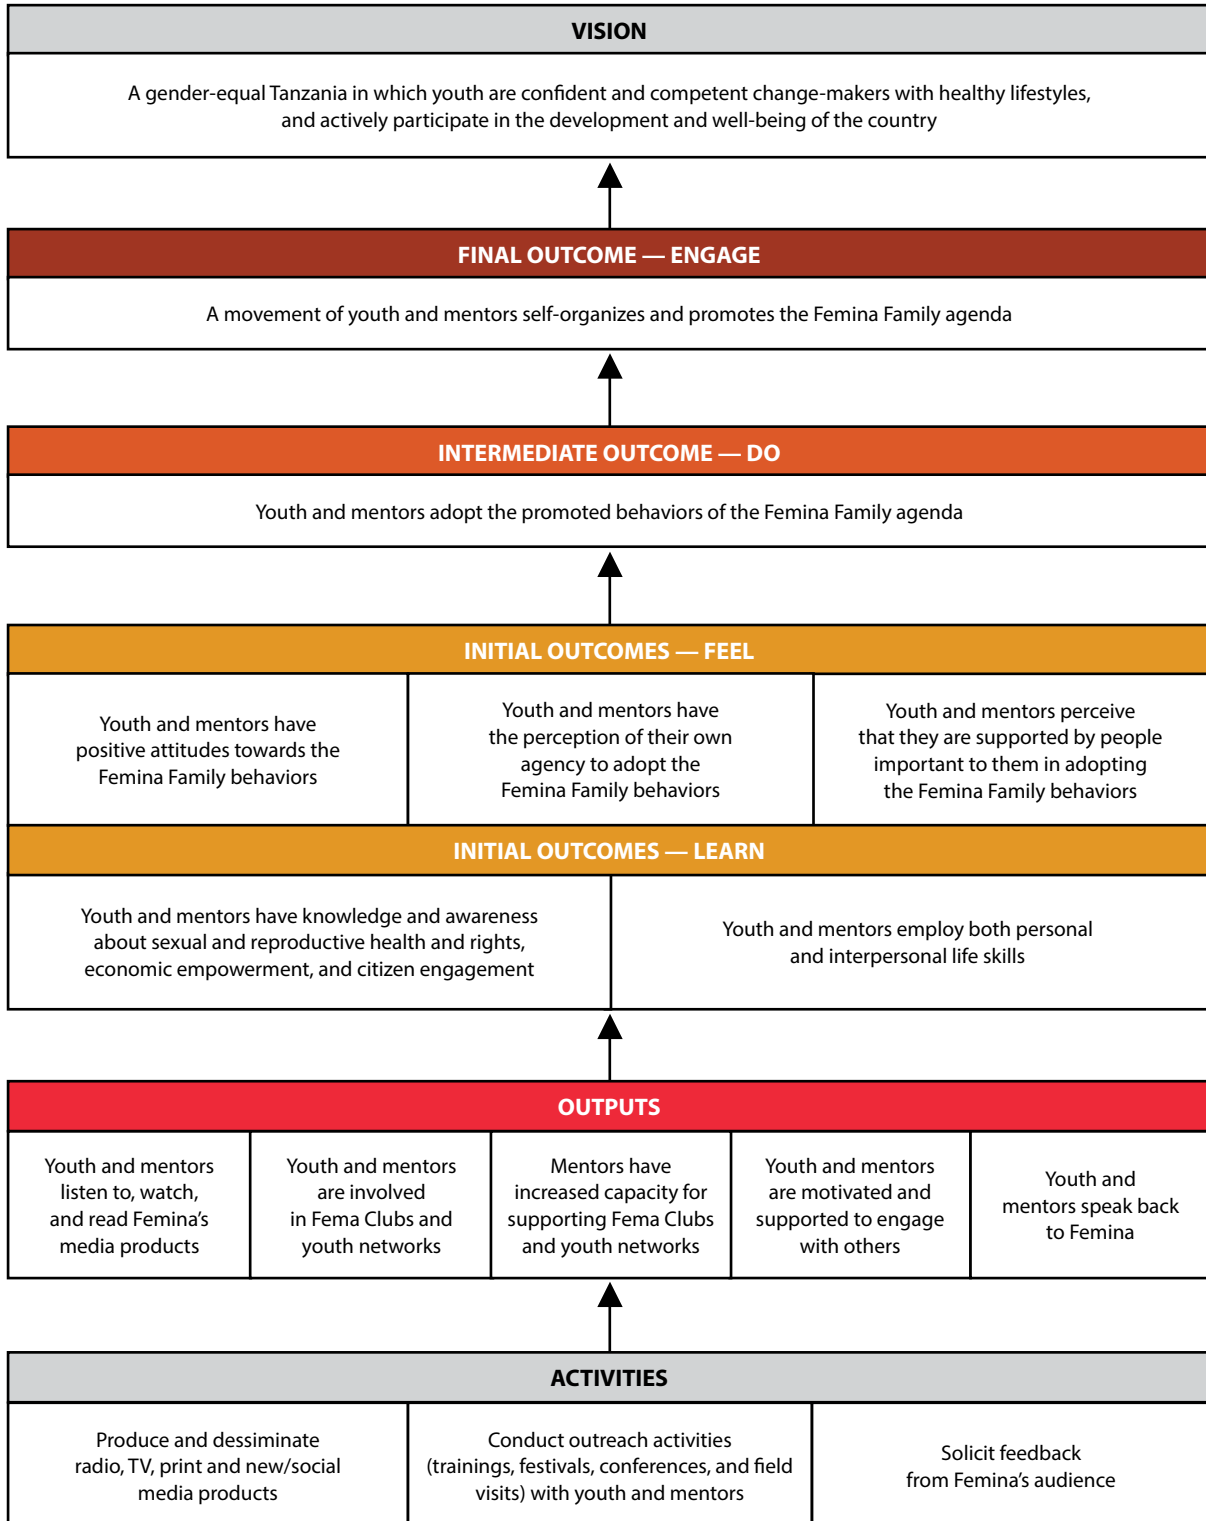 VISION
A gender-equal Tanzania in which youth are confident and competent change-makers with healthy lifestyles,
and actively participate in the development and well-being of the country
FINAL OUTCOME — ENGAGE
A movement of youth and mentors self-organizes and promotes the Femina Family agenda
INTERMEDIATE OUTCOME — DO
Youth and mentors adopt the promoted behaviors of the Femina Family agenda
INITIAL OUTCOMES — FEEL
Youth and mentors have
positive attitudes towards the
Femina Family behaviors
Youth and mentors have
the perception of their own
agency to adopt the
Femina Family behaviors
Youth and mentors perceive
that they are supported by people
important to them in adopting
the Femina Family behaviors
INITIAL OUTCOMES — LEARN
Youth and mentors have knowledge and awareness
about sexual and reproductive health and rights,
economic empowerment, and citizen engagement
Youth and mentors employ both personal
and interpersonal life skills
OUTPUTS
Youth and mentors
listen to, watch,
and read Femina's
media products
Youth and mentors
are involved
in Fema Clubs and
youth networks
Mentors have
increased capacity for
supporting Fema Clubs
and youth networks
Youth and mentors
are motivated and
supported to engage
with others
Youth and
mentors speak back
to Femina
ACTIVITIES
Produce and dessiminate
radio, TV, print and new/social
media products
Conduct outreach activities
(trainings, festivals, conferences, and field
visits) with youth and mentors
Solicit feedback
from Femina's audience